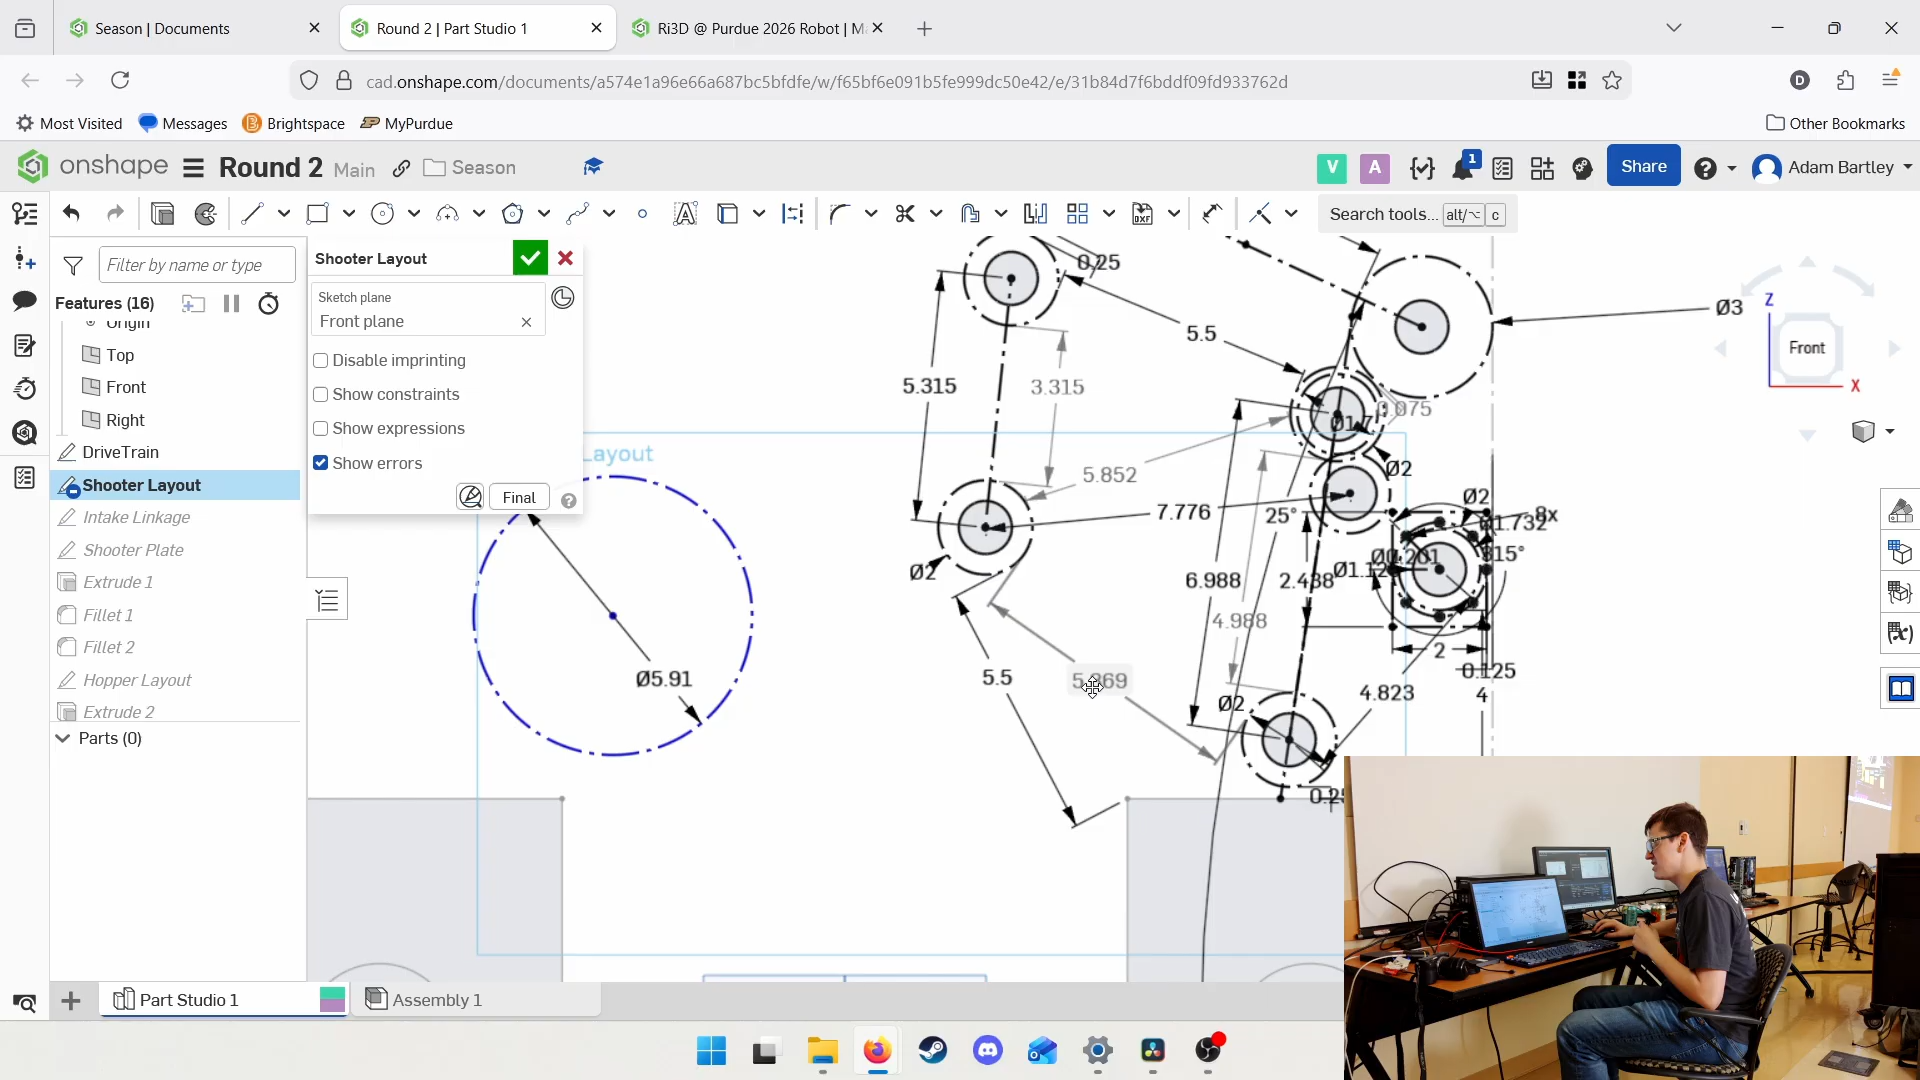 Season | Documents
Round 2 | Part Studio 1
Ri3D @ Purdue 2026 Robot | M
cad.onshape.com/documents/a574e1a96e66a687bc5bfdfe/w/f65bf6e091b5fe999dc50e42/e/31b84d7f6bddf09fd933762d
D
Most Visited
Messages
Brightspace
MyPurdue
Other Bookmarks
onshape
Round 2
Main
Season
V
A
1
Share
Adam Bartley
Search tools...
alt/⌥
c
Filter by name or type
Features (16)
Origin
Top
Front
Right
DriveTrain
Shooter Layout
Intake Linkage
Shooter Plate
Extrude 1
Fillet 1
Fillet 2
Hopper Layout
Extrude 2
Parts (0)
Shooter Layout
Sketch plane
Front plane
Disable imprinting
Show constraints
Show expressions
Show errors
Final
Layout
Ø5.91
0.25
5.5
5.315
3.315
Ø3
5.852
Ø2
7.776
25°
Ø2
8x
Ø1.732
Ø0.201
315°
Ø2
6.988
2.438
4.988
5.5
2
0.125
4.823
4
Ø2
Front
Z
X
Part Studio 1
Assembly 1